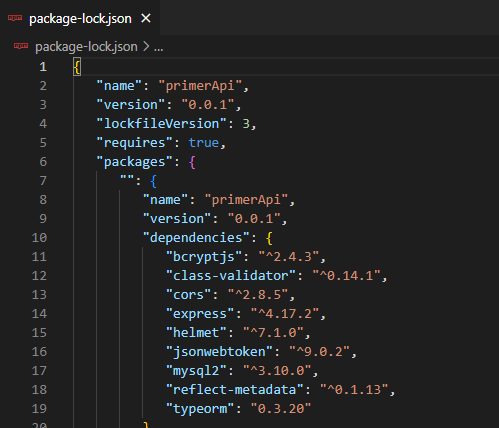 package-lock.json ×
package-lock.json > ...
1 {
2 "name": "primerApi",
3 "version": "0.0.1",
4 "lockfileVersion": 3,
5 "requires": true,
6 "packages": {
7 "": {
8 "name": "primerApi",
9 "version": "0.0.1",
10 "dependencies": {
11 "bcryptjs": "^2.4.3",
12 "class-validator": "^0.14.1",
13 "cors": "^2.8.5",
14 "express": "^4.17.2",
15 "helmet": "^7.1.0",
16 "jsonwebtoken": "^9.0.2",
17 "mysql2": "^3.10.0",
18 "reflect-metadata": "^0.1.13",
19 "typeorm": "0.3.20"